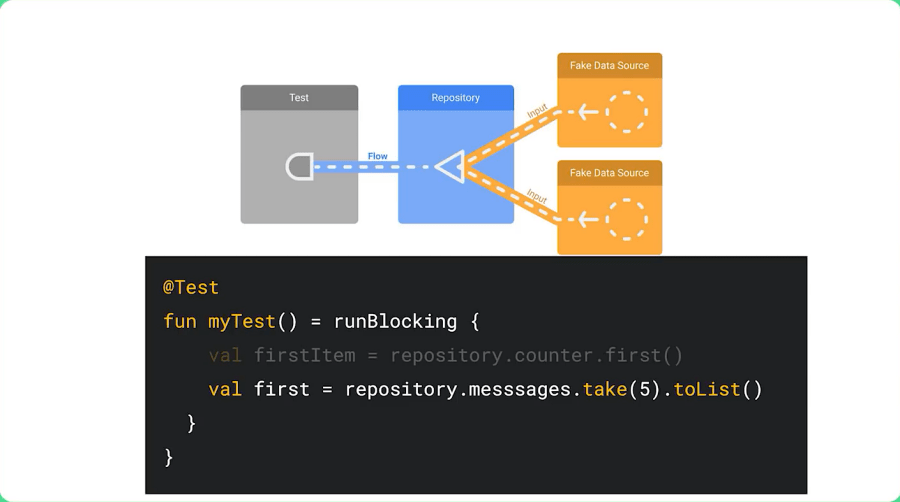 Fake Data Source
Test
Repository
Input
Flow
Fake Data Source
Input
@Test
fun myTest() = runBlocking {
val firstItem = repository.counter.first()
val first = repository.messsages.take(5).toList()
}
}